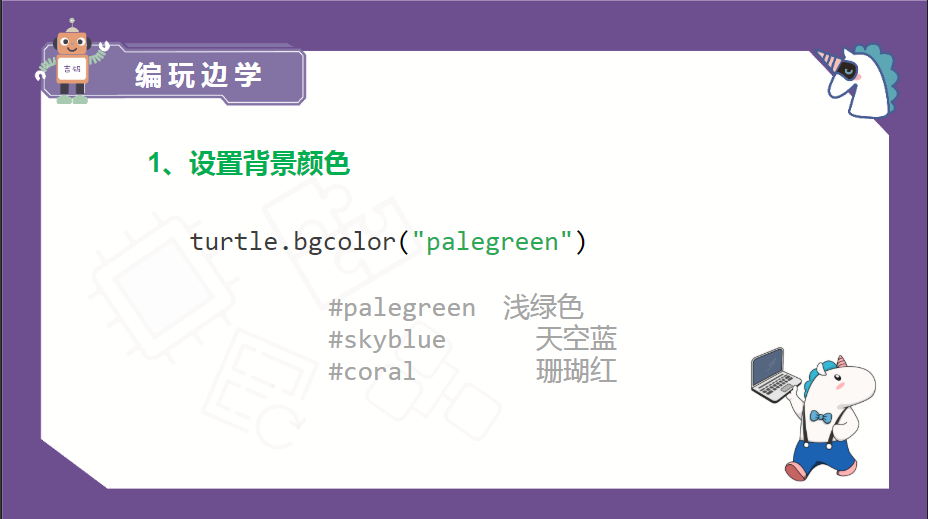 编玩边学
1、设置背景颜色
turtle.bgcolor("palegreen")
#palegreen 浅绿色
#skyblue 天空蓝
#coral 珊瑚红